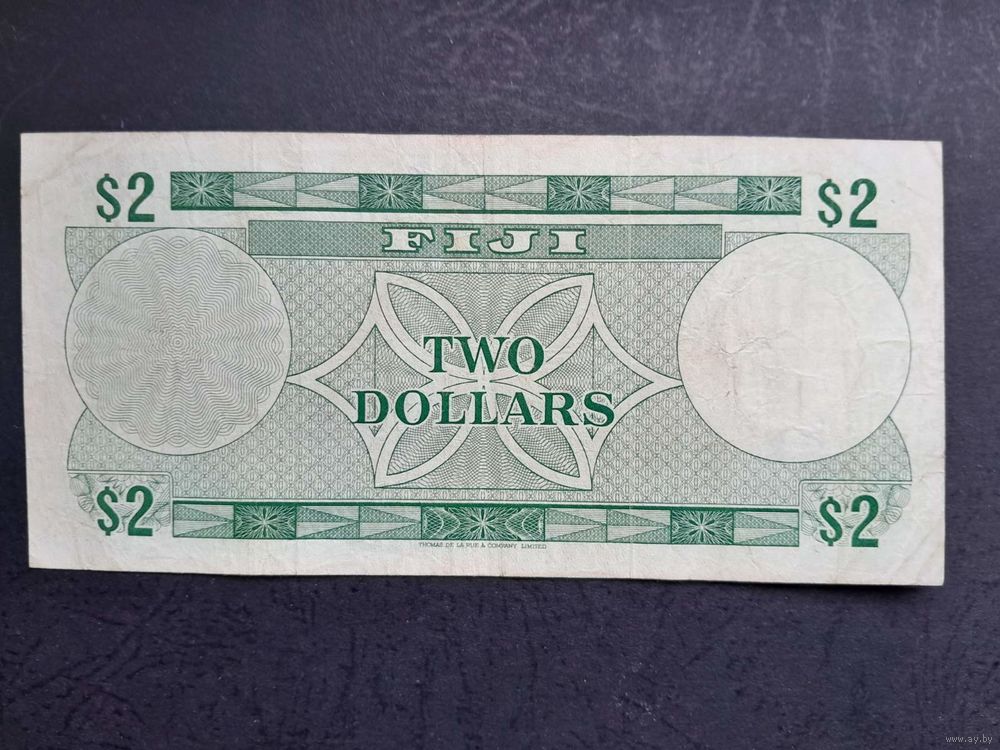 $2 $2
FIJI
TWO
DOLLARS
$2 $2
THOMAS DE LA RUE & COMPANY, LIMITED
www.ay.by